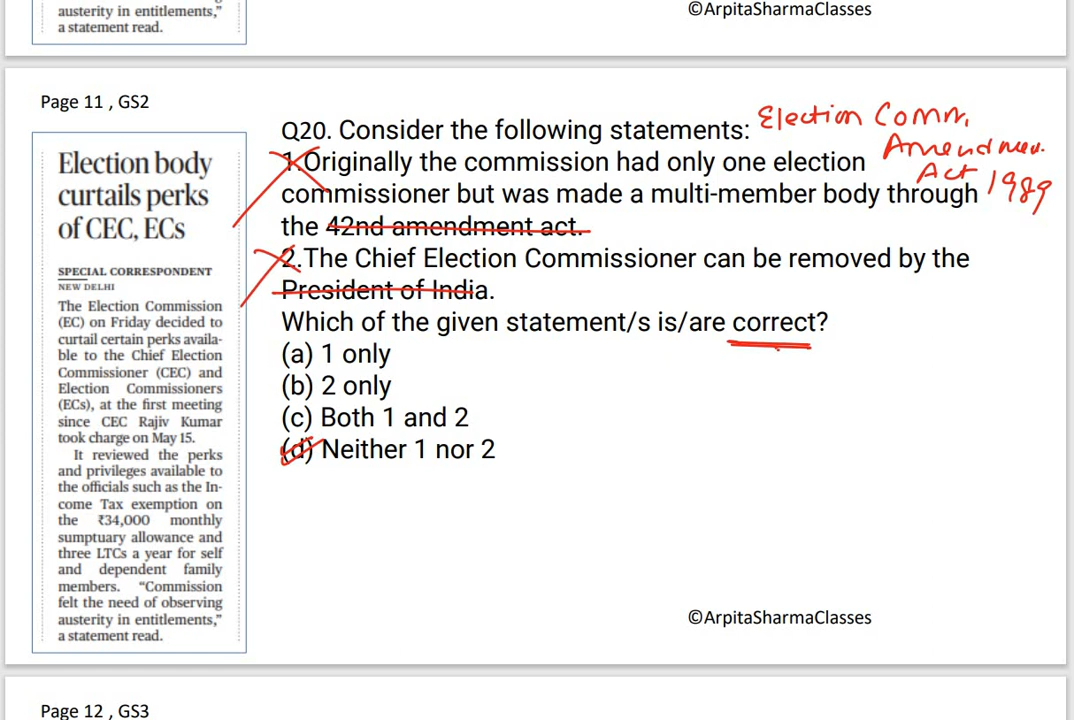 austerity in entitlements,”
a statement read.
©ArpitaSharmaClasses
Page 11 , GS2
Election body
curtails perks
of CEC, ECs
SPECIAL CORRESPONDENT
NEW DELHI
The Election Commission
(EC) on Friday decided to
curtail certain perks availa-
ble to the Chief Election
Commissioner (CEC) and
Election Commissioners
(ECs), at the first meeting
since CEC Rajiv Kumar
took charge on May 15.
It reviewed the perks
and privileges available to
the officials such as the In-
come Tax exemption on
the ₹34,000 monthly
sumptuary allowance and
three LTCs a year for self
and dependent family
members. “Commission
felt the need of observing
austerity in entitlements,”
a statement read.
Q20. Consider the following statements:
Election Comm.
Amendmen.
Act 1989
1.Originally the commission had only one election
commissioner but was made a multi-member body through
the 42nd amendment act.
2.The Chief Election Commissioner can be removed by the
President of India.
Which of the given statement/s is/are correct?
(a) 1 only
(b) 2 only
(c) Both 1 and 2
(d) Neither 1 nor 2
©ArpitaSharmaClasses
Page 12 , GS3